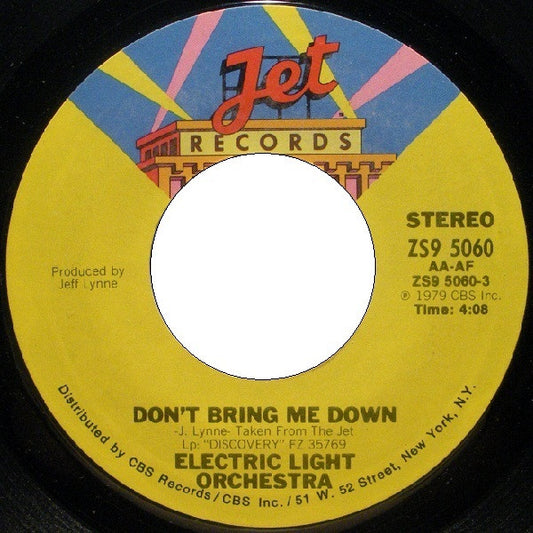 Jet
RECORDS
STEREO
ZS9 5060
AA-AF
ZS9 5060-3
℗ 1979 CBS Inc.
Time: 4:08
Produced by
Jeff Lynne
DON'T BRING ME DOWN
-J. Lynne- Taken From The Jet
Lp: "DISCOVERY" FZ 35769
ELECTRIC LIGHT
ORCHESTRA
Distributed by CBS Records/CBS Inc./51 W. 52 Street, New York, N.Y.